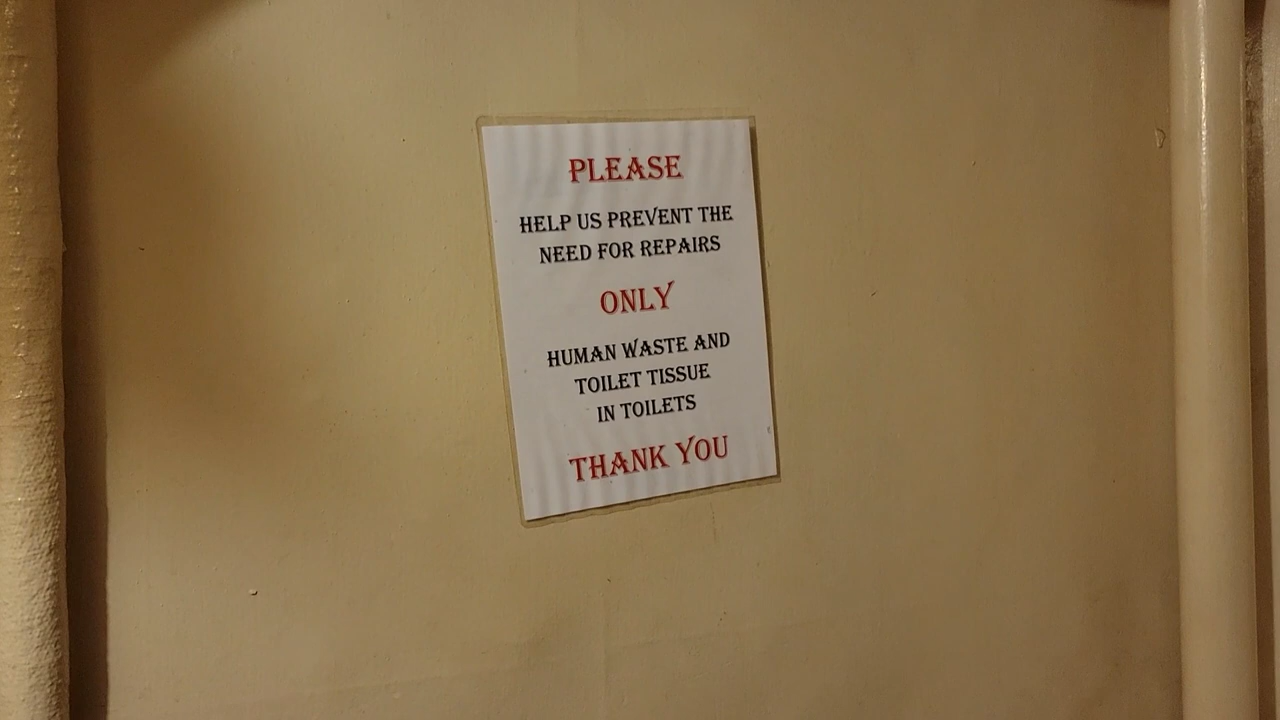 PLEASE
HELP US PREVENT THE
NEED FOR REPAIRS
ONLY
HUMAN WASTE AND
TOILET TISSUE
IN TOILETS
THANK YOU